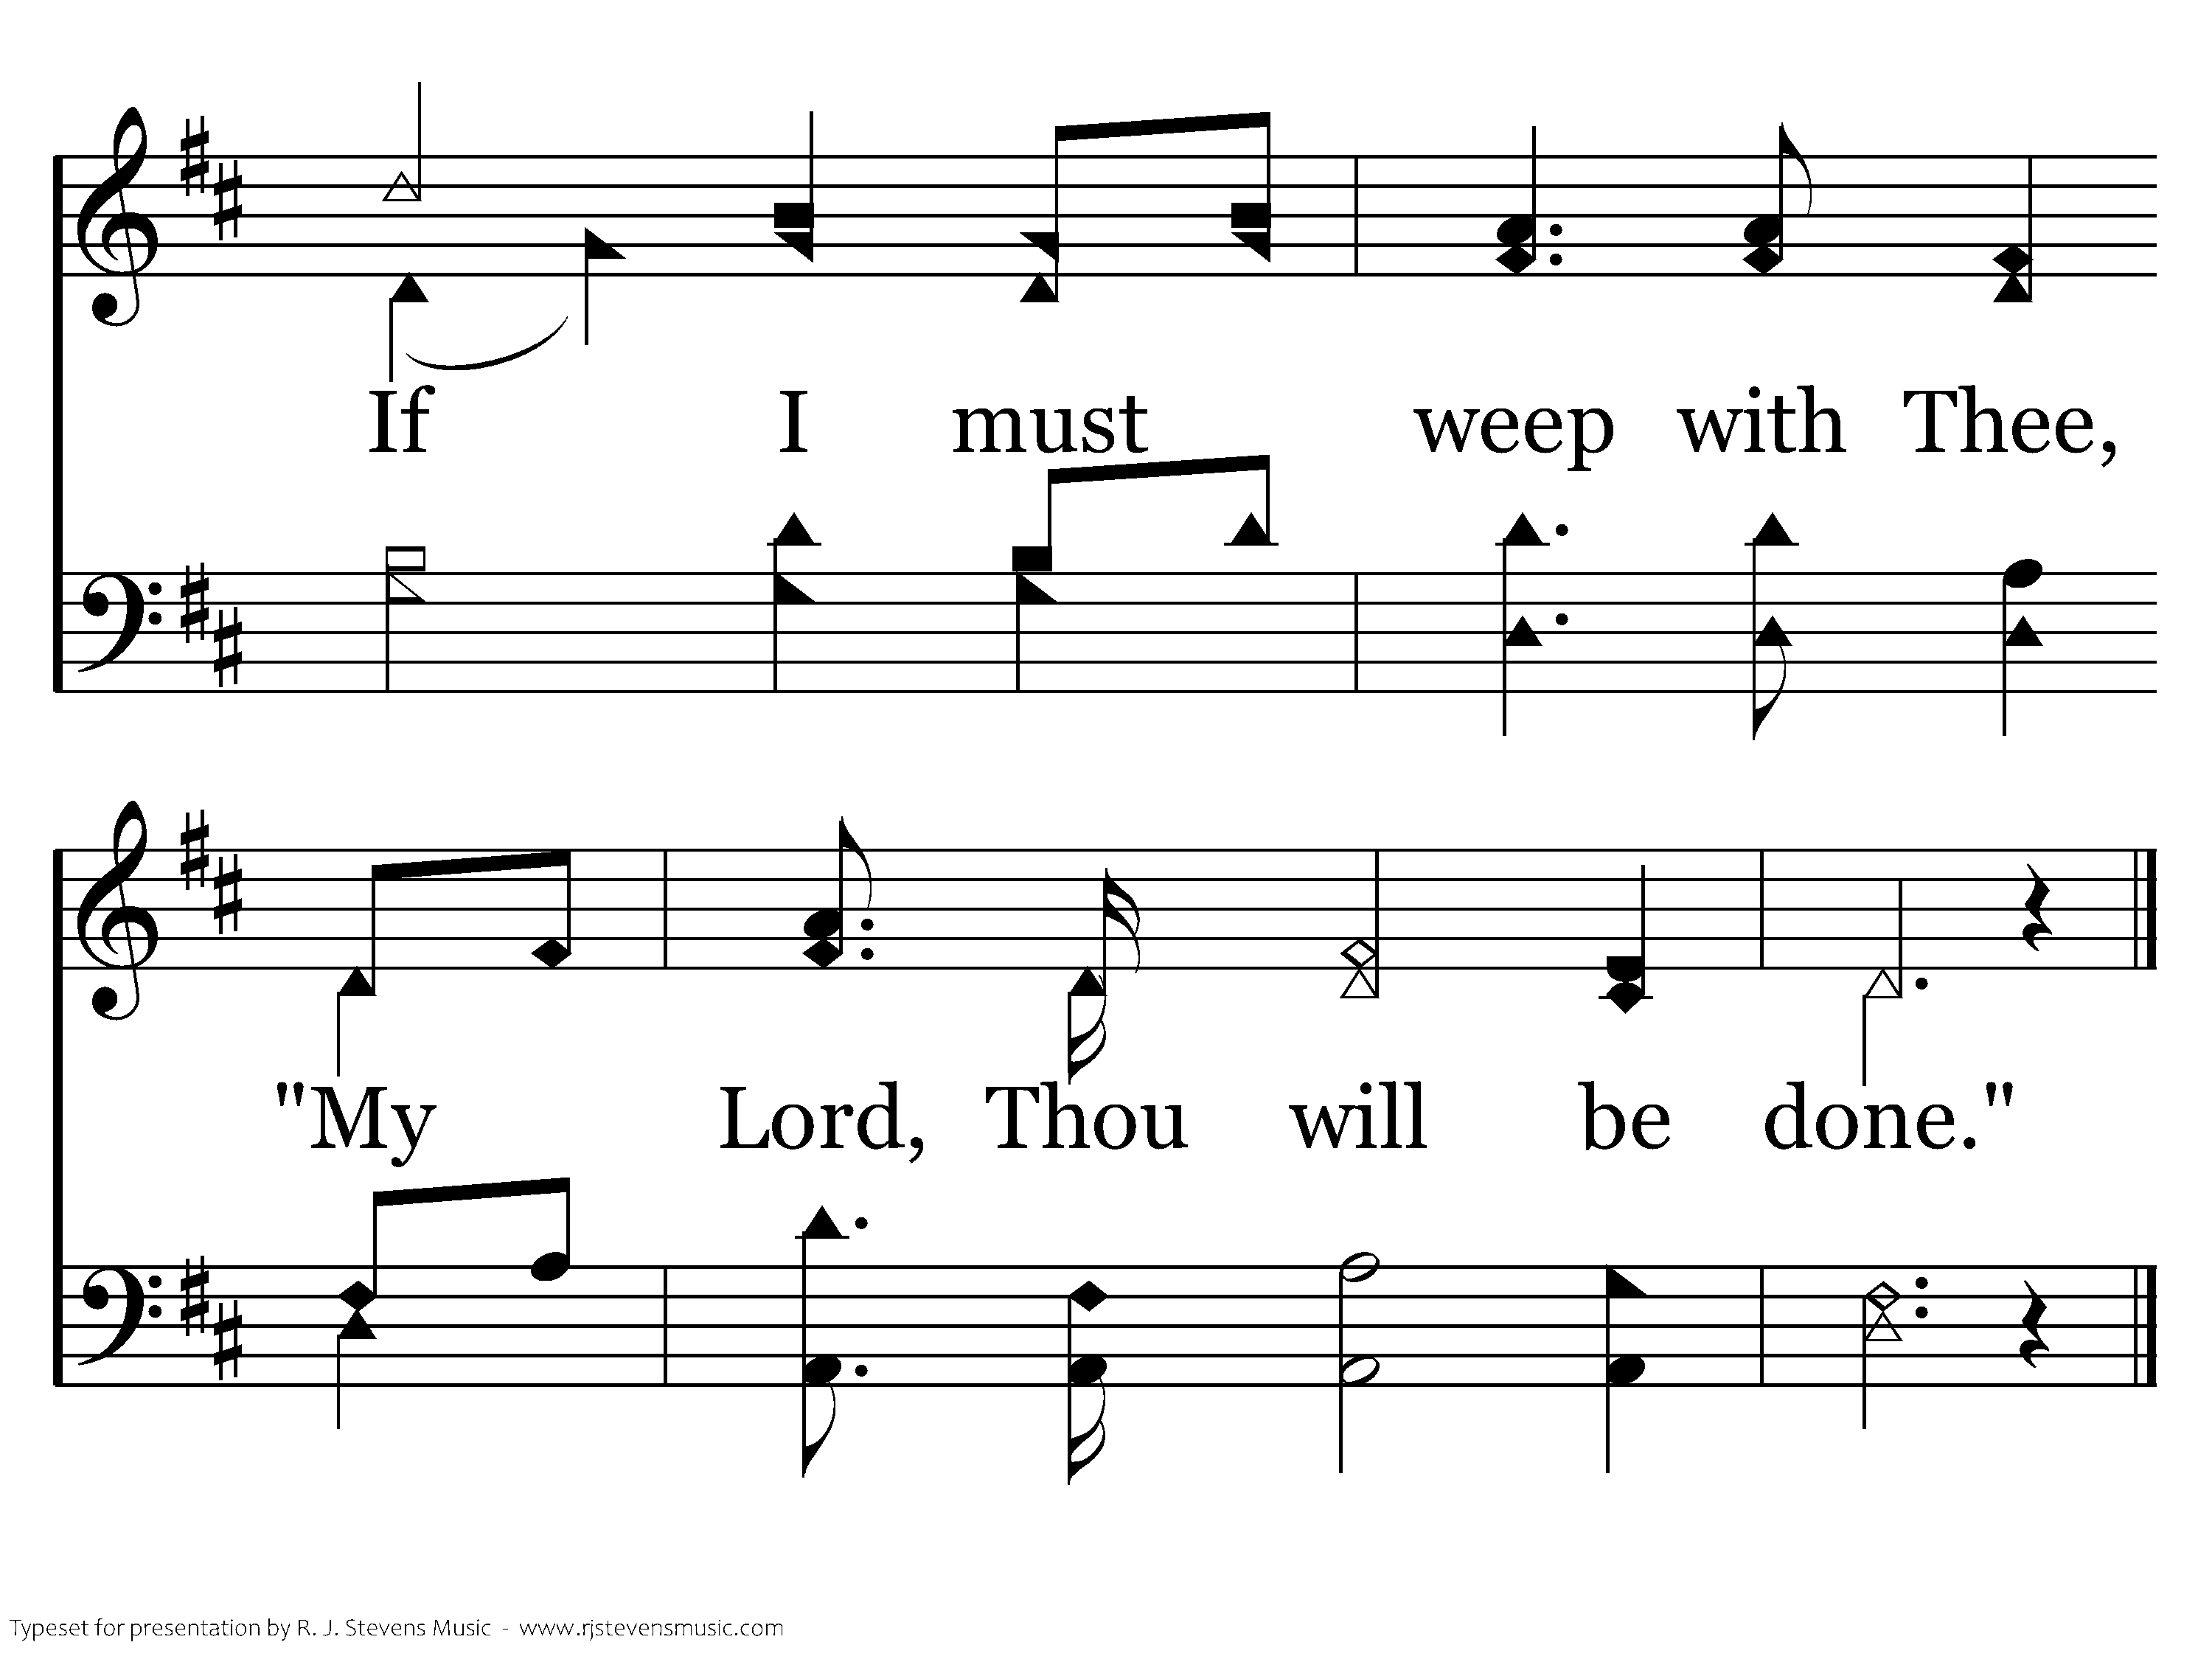 If I must weep with Thee,
"My Lord, Thou will be done."
Typeset for presentation by R. J. Stevens Music - www.rjstevensmusic.com